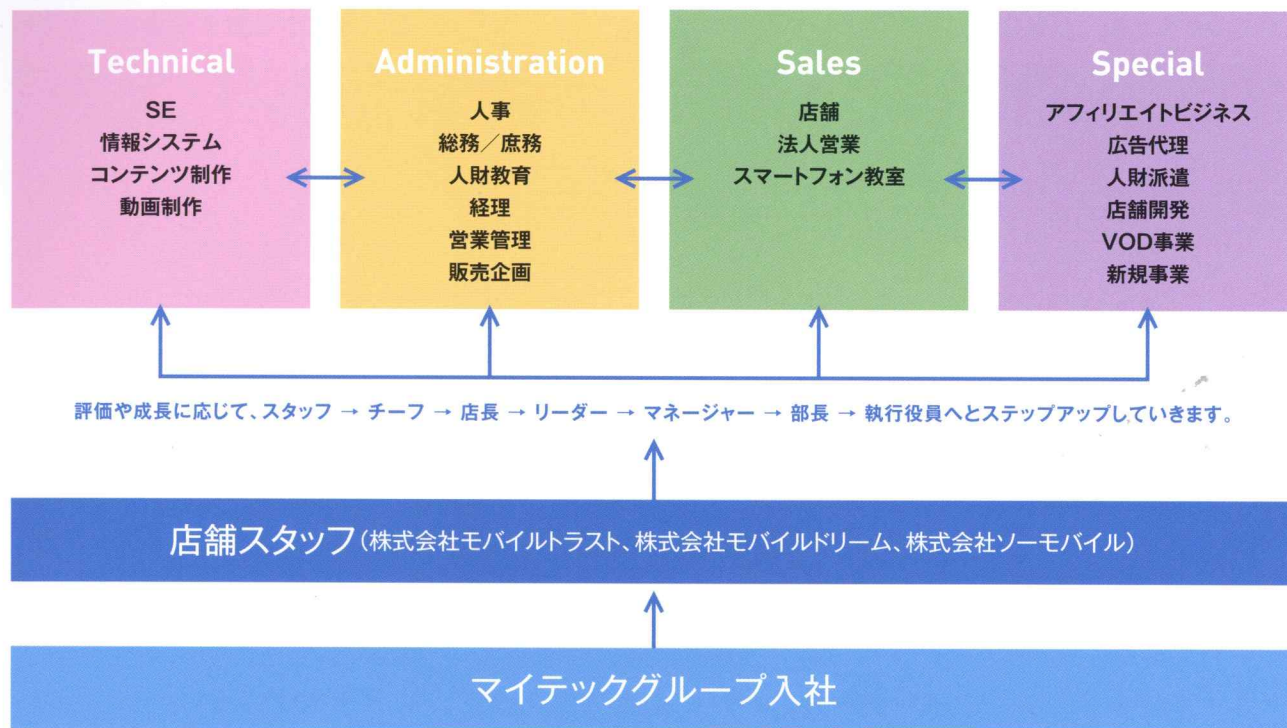 Technical
SE
情報システム
コンテンツ制作
動画制作
Administration
人事
総務／庶務
人財教育
経理
営業管理
販売企画
Sales
店舗
法人営業
スマートフォン教室
Special
アフィリエイトビジネス
広告代理
人財派遣
店舗開発
VOD事業
新規事業
評価や成長に応じて、スタッフ → チーフ → 店長 → リーダー → マネージャー → 部長 → 執行役員へとステップアップしていきます。
店舗スタッフ（株式会社モバイルトラスト、株式会社モバイルドリーム、株式会社ソーモバイル）
マイテックグループ入社